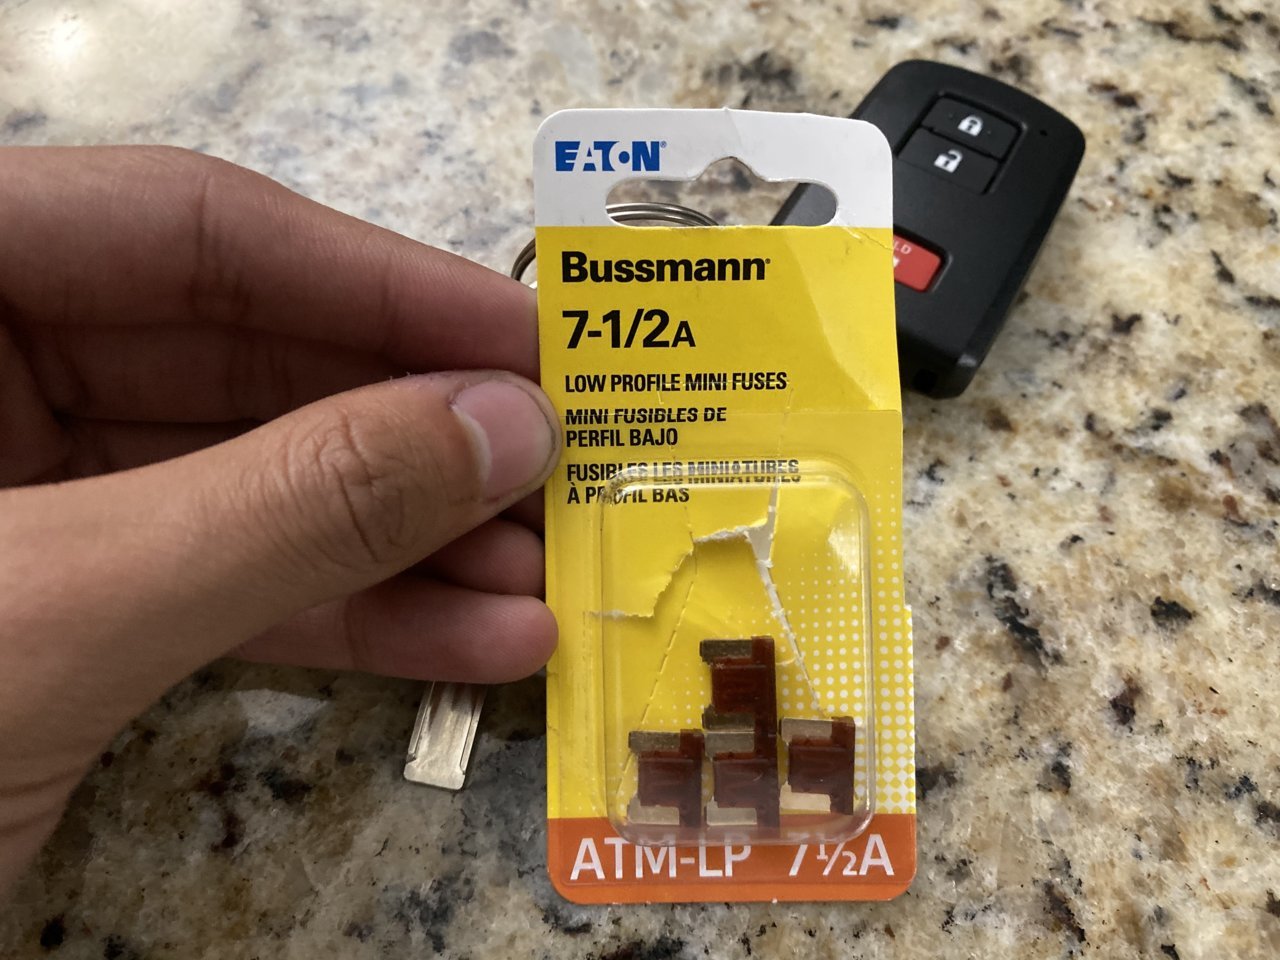 EATON®
Bussmann®
7-1/2A
LOW PROFILE MINI FUSES
MINI FUSIBLES DE
PERFIL BAJO
FUSIBLES LES MINIATURES
À PROFIL BAS
ATM-LP 7½A
LD